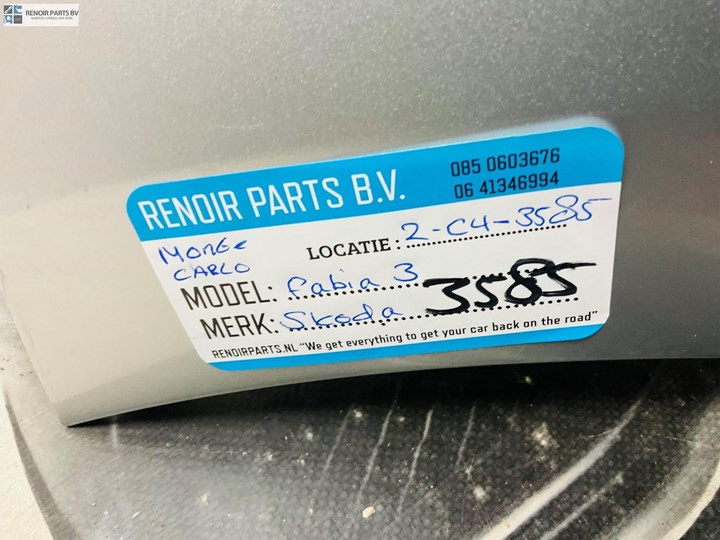 RENOIR PARTS BV
RENOIR PARTS B.V.
085 0603676
06 41346994
MONTE
CARLO
LOCATIE: 2-C4-3585
MODEL: fabia 3
MERK: Skoda 3585
RENOIRPARTS.NL "We get everything to get your car back on the road"